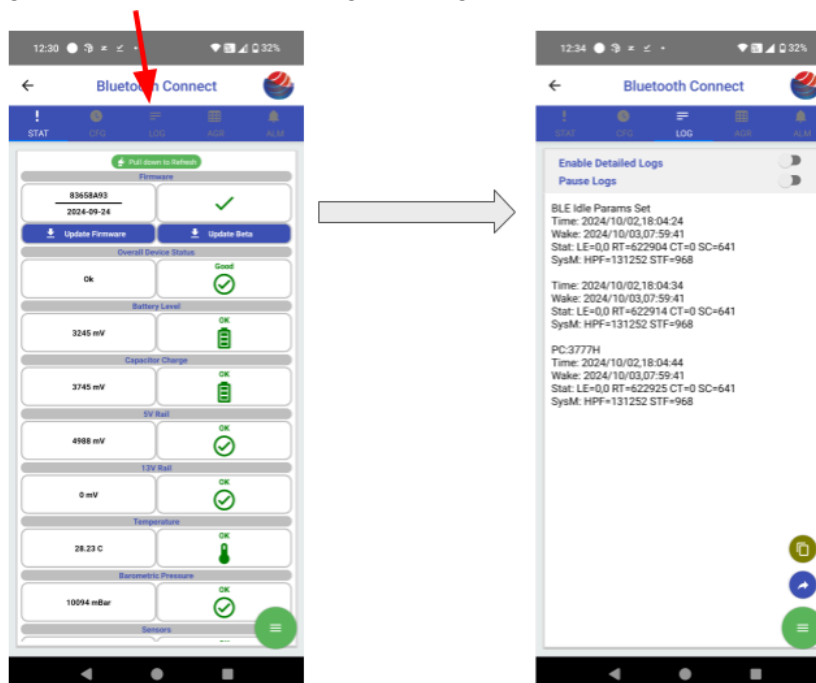 12:30
32%
Bluetooth Connect
STAT
CFG
LOG
AGR
ALM
Pull down to Refresh
Firmware
83658A93
2024-09-24
Update Firmware
Update Beta
Overall Device Status
Ok
Good
Battery Level
3245 mV
OK
Capacitor Charge
3745 mV
OK
5V Rail
4988 mV
OK
13V Rail
0 mV
OK
Temperature
28.23 C
OK
Barometric Pressure
10094 mBar
OK
Sensors
12:34
32%
Bluetooth Connect
STAT
CFG
LOG
AGR
ALM
Enable Detailed Logs
Pause Logs
BLE Idle Params Set
Time: 2024/10/02,18:04:24
Wake: 2024/10/03,07:59:41
Stat: LE=0,0 RT=622904 CT=0 SC=641
SysM: HPF=131252 STF=968
Time: 2024/10/02,18:04:34
Wake: 2024/10/03,07:59:41
Stat: LE=0,0 RT=622914 CT=0 SC=641
SysM: HPF=131252 STF=968
PC:3777H
Time: 2024/10/02,18:04:44
Wake: 2024/10/03,07:59:41
Stat: LE=0,0 RT=622925 CT=0 SC=641
SysM: HPF=131252 STF=968